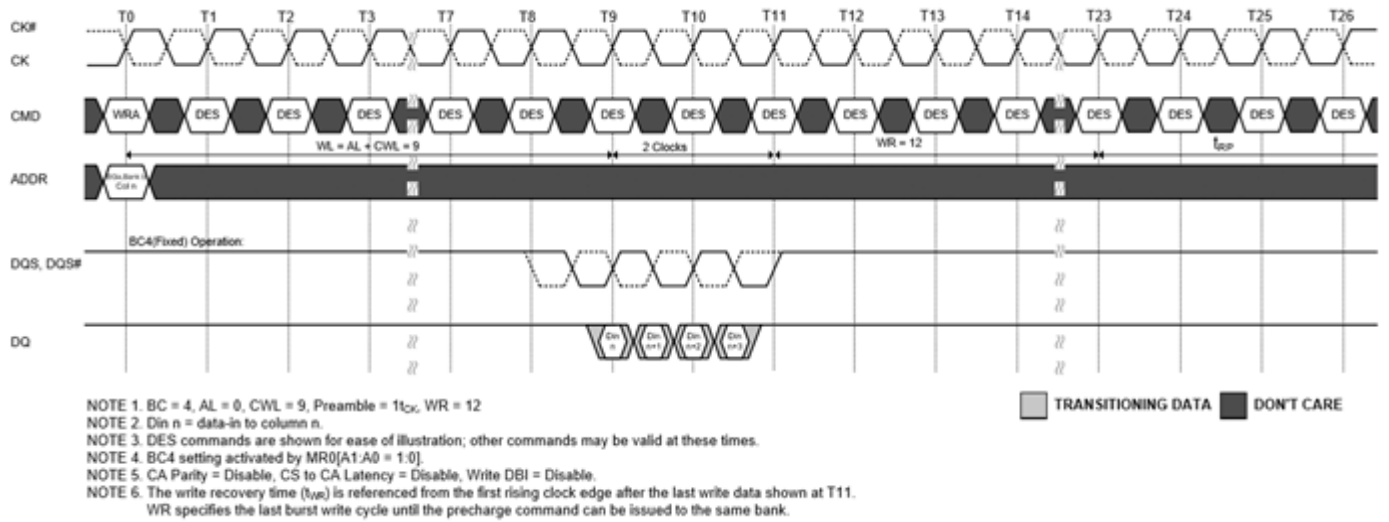 T0 T1 T2 T3 T7 T8 T9 T10 T11 T12 T13 T14 T23 T24 T25 T26
CK#
CK
CMD WRA DES DES DES DES DES DES DES DES DES DES DES DES DES DES DES
WL = AL + CWL = 9 2 Clocks WR = 12 tRP
ADDR
Col n
BC4(Fixed) Operation:
DQS, DQS#
DQ Din n Din n+1 Din n+2 Din n+3
NOTE 1. BC = 4, AL = 0, CWL = 9, Preamble = 1tCK, WR = 12
NOTE 2. Din n = data-in to column n.
NOTE 3. DES commands are shown for ease of illustration; other commands may be valid at these times.
NOTE 4. BC4 setting activated by MR0[A1:A0 = 1:0].
NOTE 5. CA Parity = Disable, CS to CA Latency = Disable, Write DBI = Disable.
NOTE 6. The write recovery time (tWR) is referenced from the first rising clock edge after the last write data shown at T11.
WR specifies the last burst write cycle until the precharge command can be issued to the same bank.
TRANSITIONING DATA DON'T CARE